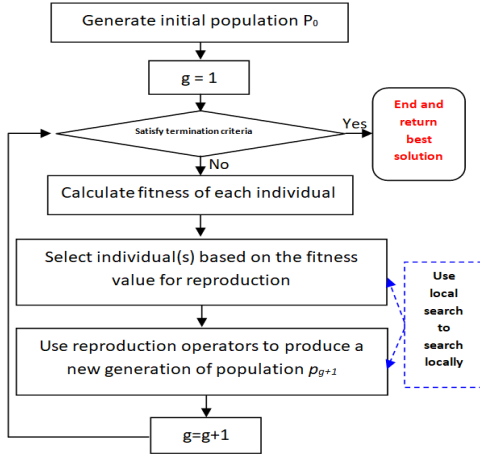 Generate initial population P₀
g = 1
Satisfy termination criteria
Yes
End and
return
best
solution
No
Calculate fitness of each individual
Select individual(s) based on the fitness
value for reproduction
Use
local
search
to
search
locally
Use reproduction operators to produce a
new generation of population p_{g+1}
g=g+1